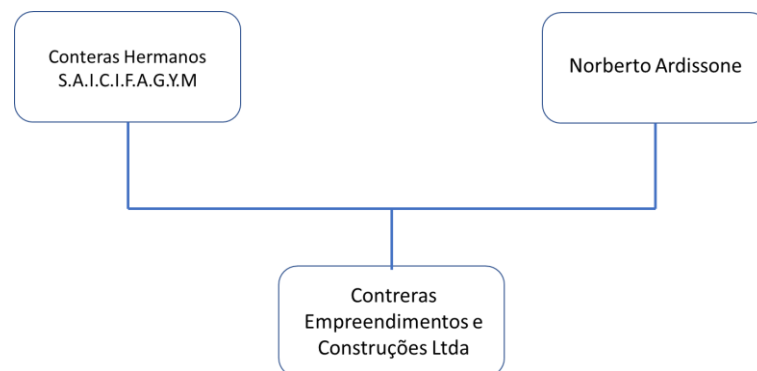 Conteras Hermanos
S.A.I.C.I.F.A.G.Y.M
Norberto Ardissone
Contreras
Empreendimentos e
Construções Ltda